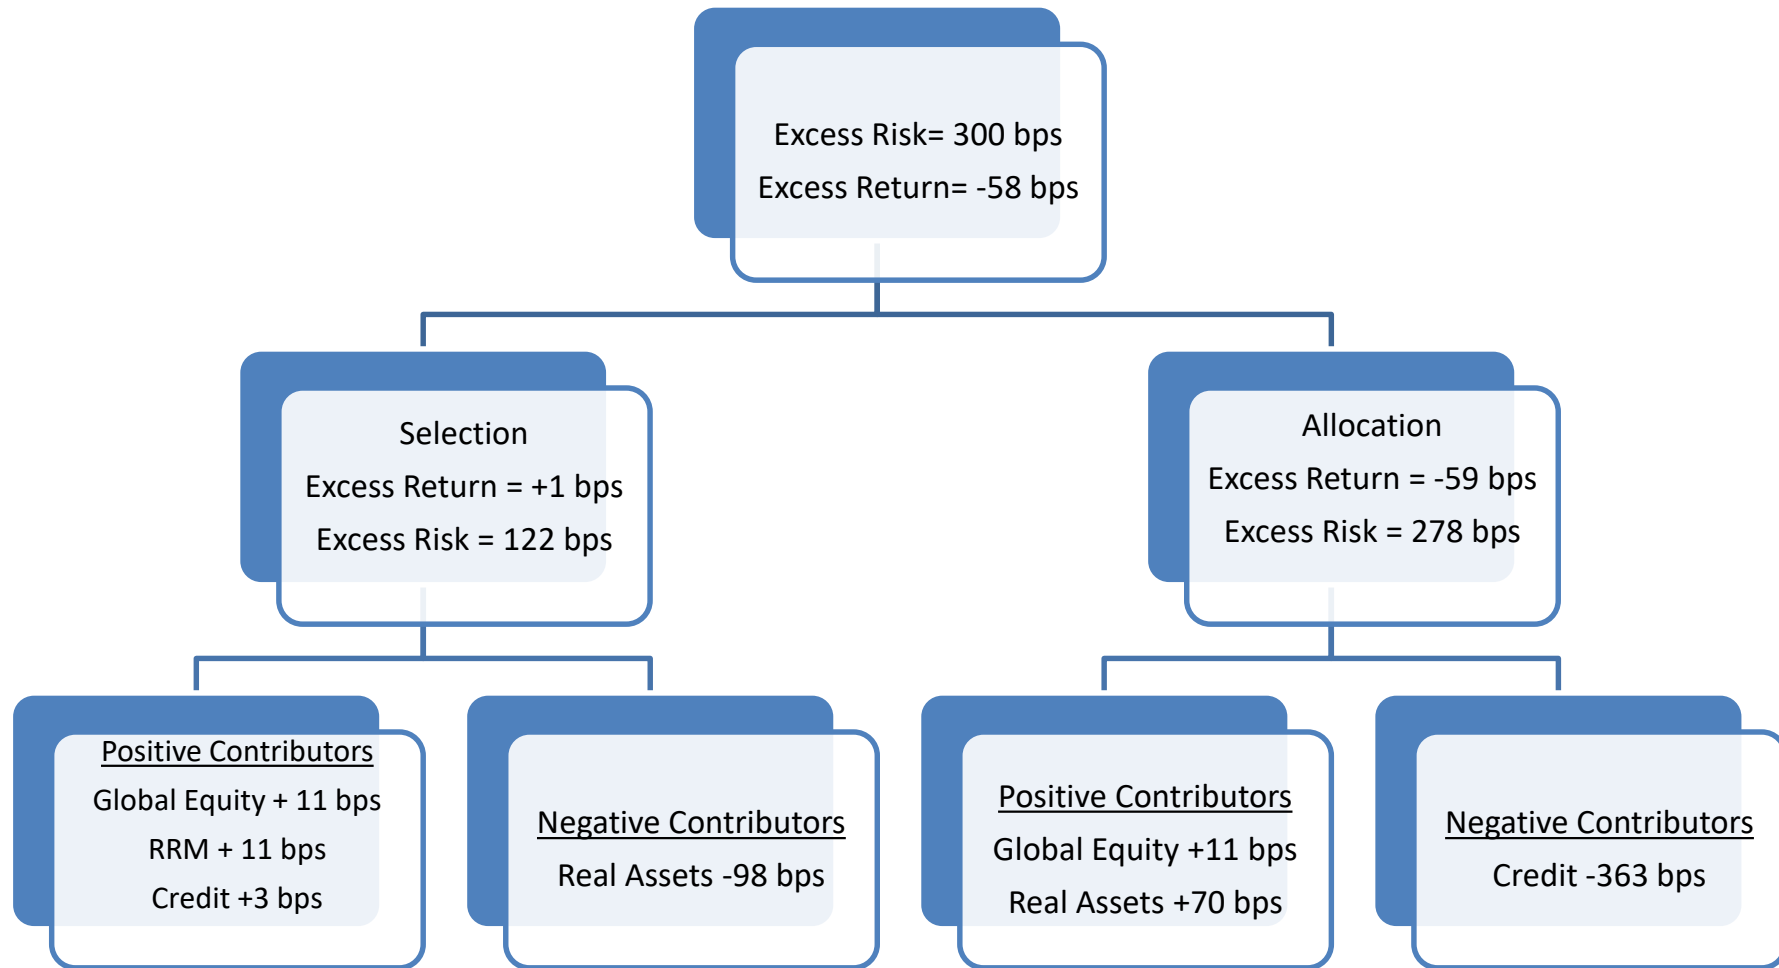 Excess Risk= 300 bps
Excess Return= -58 bps
Selection
Excess Return = +1 bps
Excess Risk = 122 bps
Allocation
Excess Return = -59 bps
Excess Risk = 278 bps
Positive Contributors
Global Equity + 11 bps
RRM + 11 bps
Credit +3 bps
Negative Contributors
Real Assets -98 bps
Positive Contributors
Global Equity +11 bps
Real Assets +70 bps
Negative Contributors
Credit -363 bps